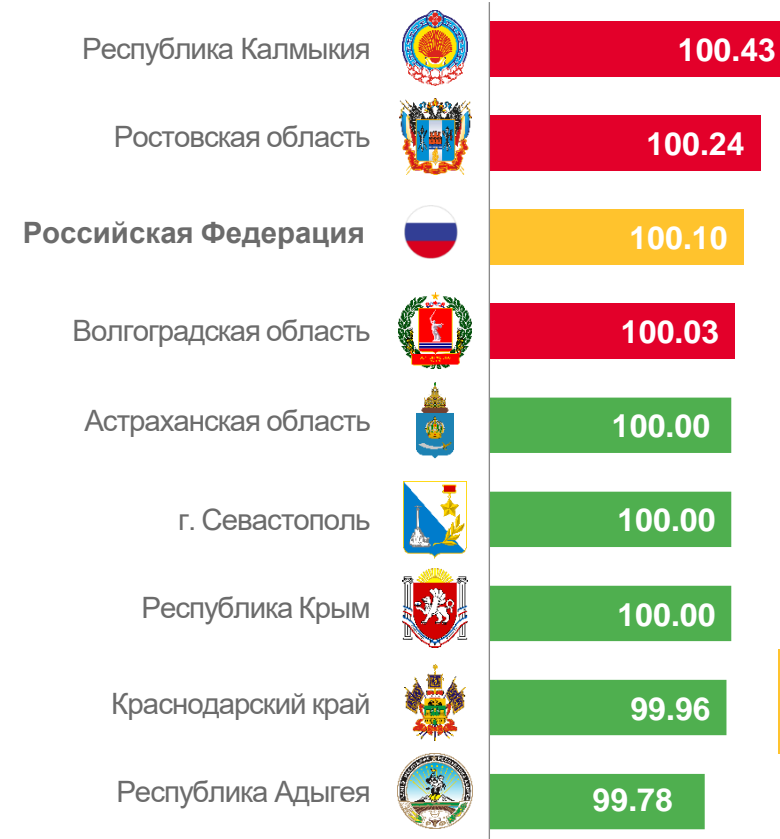 Республика Калмыкия 100.43
Ростовская область 100.24
Российская Федерация 100.10
Волгоградская область 100.03
Астраханская область 100.00
г. Севастополь 100.00
Республика Крым 100.00
Краснодарский край 99.96
Республика Адыгея 99.78